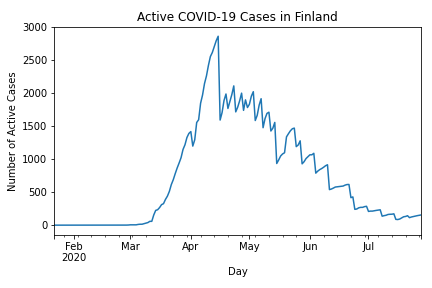 Active COVID-19 Cases in Finland
Number of Active Cases
3000
2500
2000
1500
1000
500
0
Feb Mar Apr May Jun Jul
2020
Day